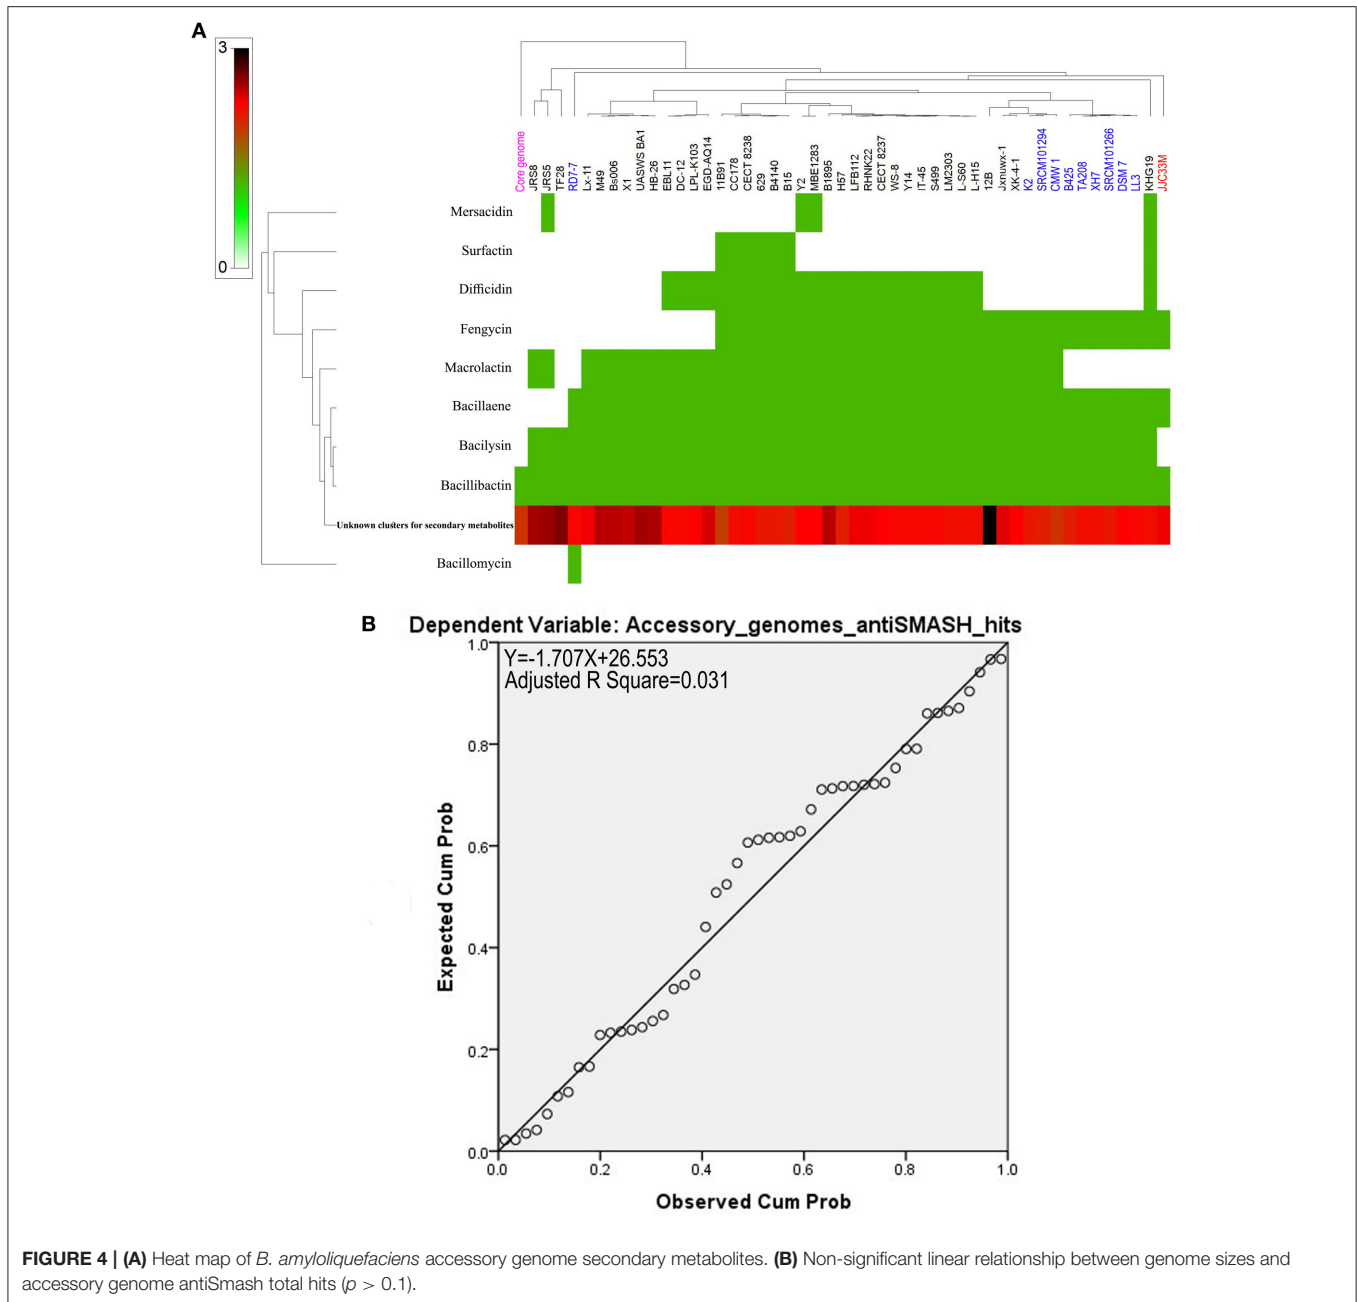 A
3
0
Core genome
JRS8
JRS5
TF28
RD7-7
Lx-11
M49
Bs006
X1
UASWS BA1
HB-26
EBL11
DC-12
LPL-K103
EGD-AQ14
11B91
CC178
CECT 8238
629
B4140
B15
Y2
MBE1283
B1895
H57
LFB112
RHNK22
CECT 8237
WS-8
Y14
IT-45
S499
LM2303
L-S60
L-H15
12B
Jxnuwx-1
XK-4-1
K2
SRCM101294
CMW 1
B425
TA208
XH7
SRCM101266
DSM 7
LL3
KHG19
JJC33M
Mersacidin
Surfactin
Difficidin
Fengycin
Macrolactin
Bacillaene
Bacilysin
Bacillibactin
Unknown clusters for secondary metabolites
Bacillomycin
B
Dependent Variable: Accessory_genomes_antiSMASH_hits
Y=-1.707X+26.553
Adjusted R Square=0.031
Expected Cum Prob
1.0
0.8
0.6
0.4
0.2
0.0
0.0 0.2 0.4 0.6 0.8 1.0
Observed Cum Prob
FIGURE 4 | (A) Heat map of B. amyloliquefaciens accessory genome secondary metabolites. (B) Non-significant linear relationship between genome sizes and
accessory genome antiSmash total hits (p > 0.1).